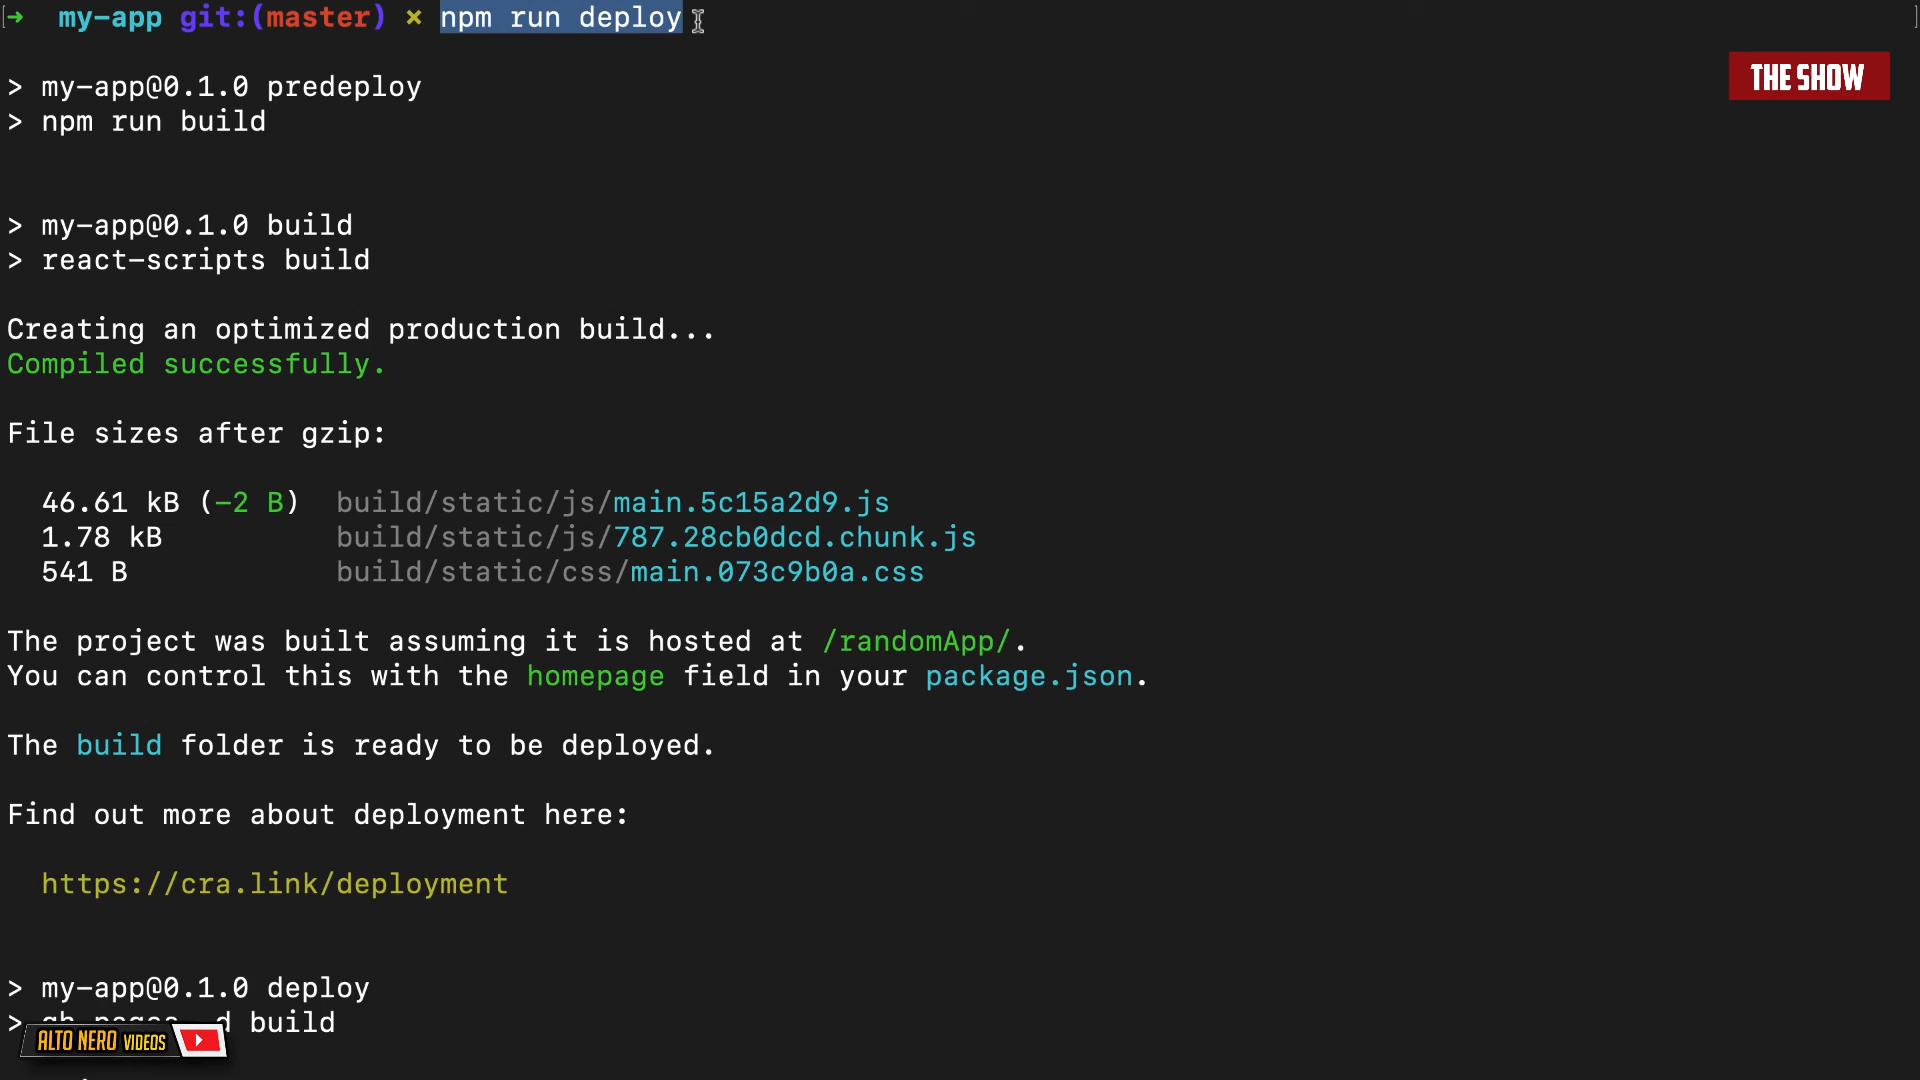 ➜ my-app git:(master) ✗ npm run deploy
THE SHOW
> my-app@0.1.0 predeploy
> npm run build
> my-app@0.1.0 build
> react-scripts build
Creating an optimized production build...
Compiled successfully.
File sizes after gzip:
46.61 kB (-2 B) build/static/js/main.5c15a2d9.js
1.78 kB build/static/js/787.28cb0dcd.chunk.js
541 B build/static/css/main.073c9b0a.css
The project was built assuming it is hosted at /randomApp/.
You can control this with the homepage field in your package.json.
The build folder is ready to be deployed.
Find out more about deployment here:
https://cra.link/deployment
> my-app@0.1.0 deploy
> gh-pages -d build
ALTO NERO VIDEOS